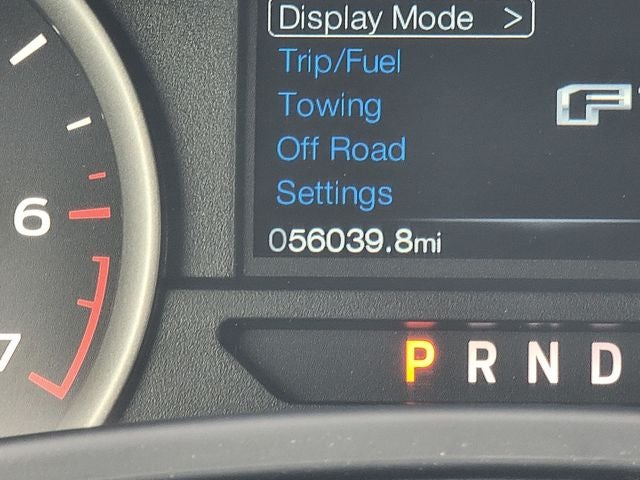 Display Mode >
Trip/Fuel
Towing
Off Road
Settings
F
056039.8mi
6
7
P R N D